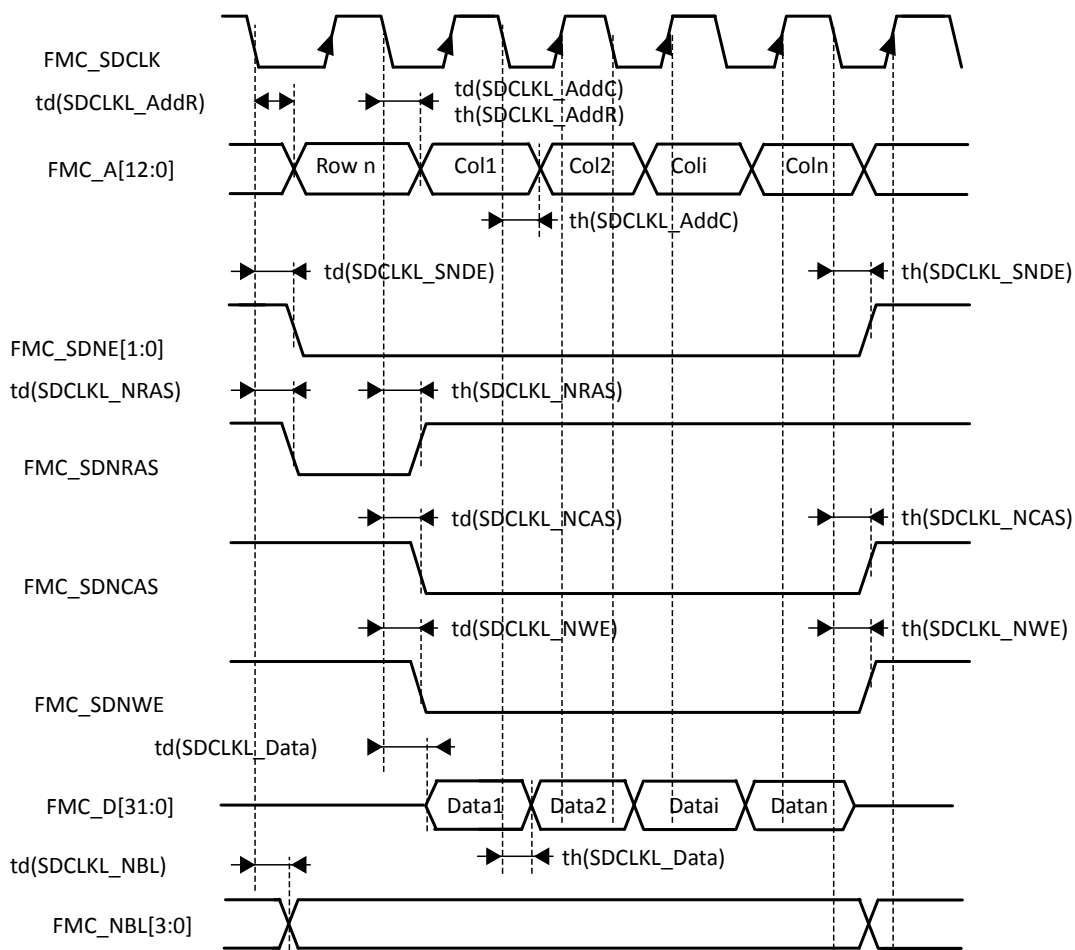 FMC_SDCLK
td(SDCLKL_AddR)
td(SDCLKL_AddC)
th(SDCLKL_AddR)
FMC_A[12:0]
Row n
Col1
Col2
Coli
Coln
th(SDCLKL_AddC)
td(SDCLKL_SNDE)
th(SDCLKL_SNDE)
FMC_SDNE[1:0]
td(SDCLKL_NRAS)
th(SDCLKL_NRAS)
FMC_SDNRAS
td(SDCLKL_NCAS)
th(SDCLKL_NCAS)
FMC_SDNCAS
td(SDCLKL_NWE)
th(SDCLKL_NWE)
FMC_SDNWE
td(SDCLKL_Data)
FMC_D[31:0]
Data1
Data2
Datai
Datan
td(SDCLKL_NBL)
th(SDCLKL_Data)
FMC_NBL[3:0]